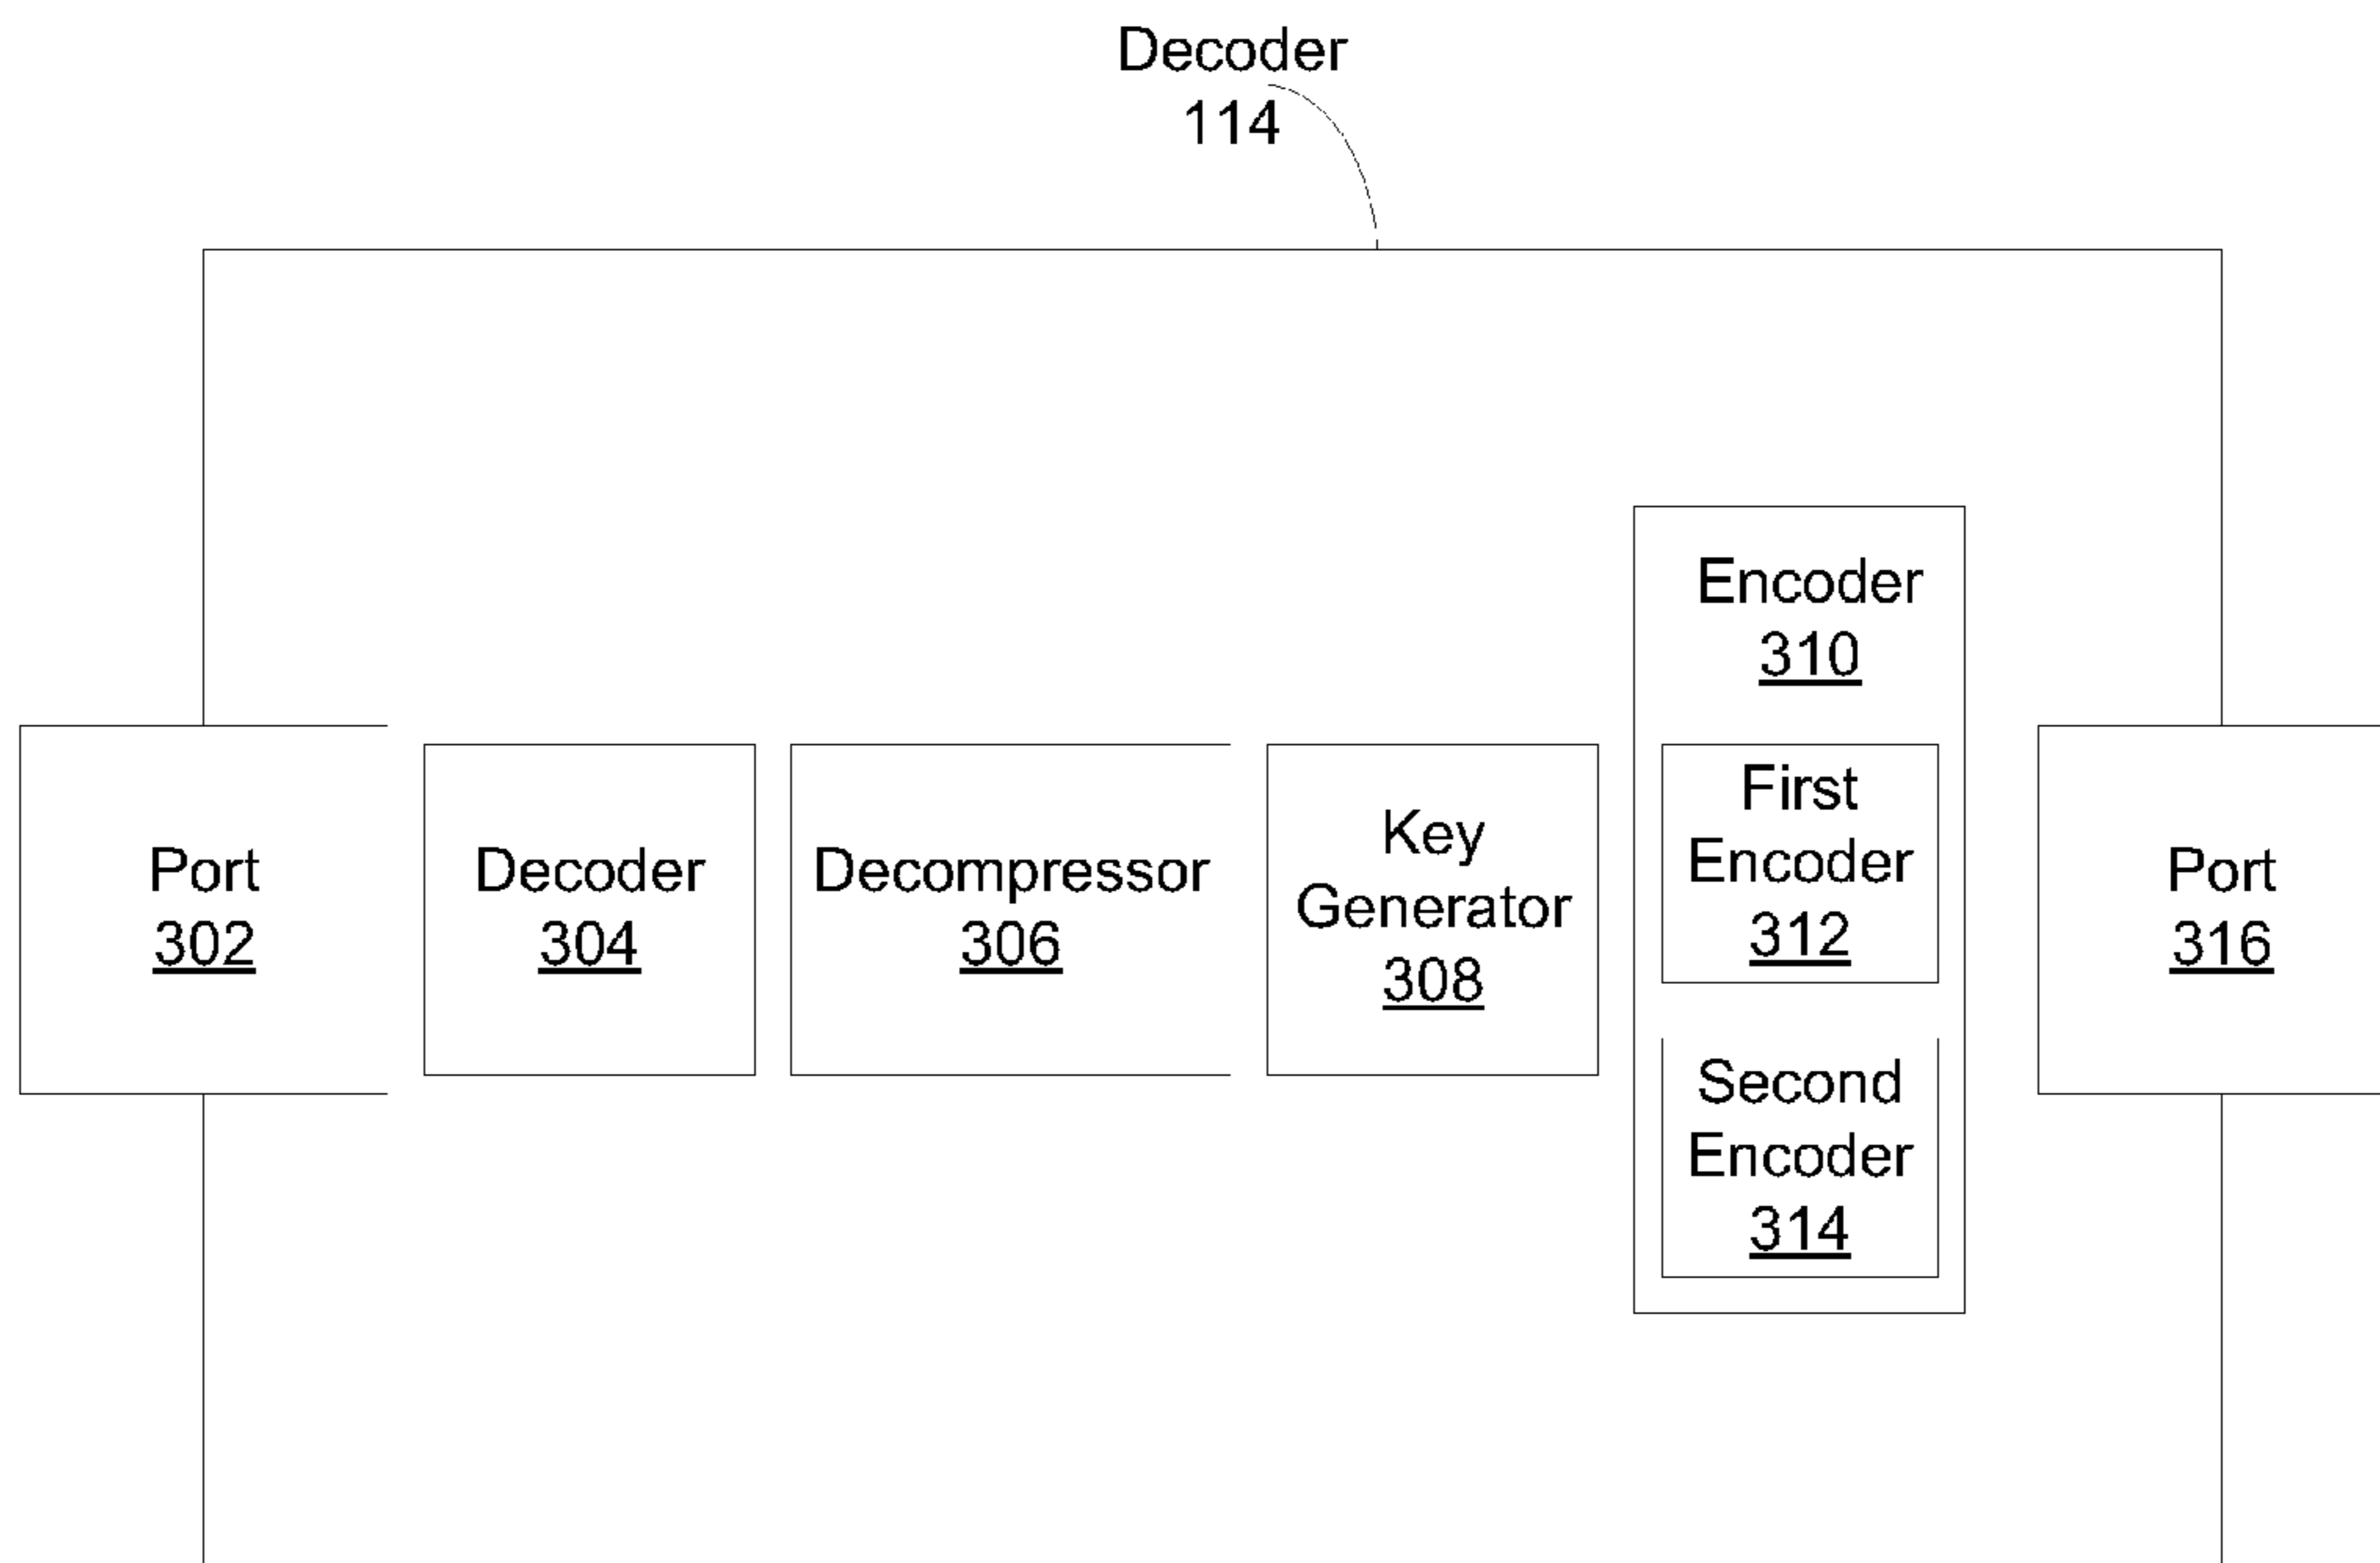 Decoder
114
Port
302
Decoder
304
Decompressor
306
Key
Generator
308
Encoder
310
First
Encoder
312
Second
Encoder
314
Port
316